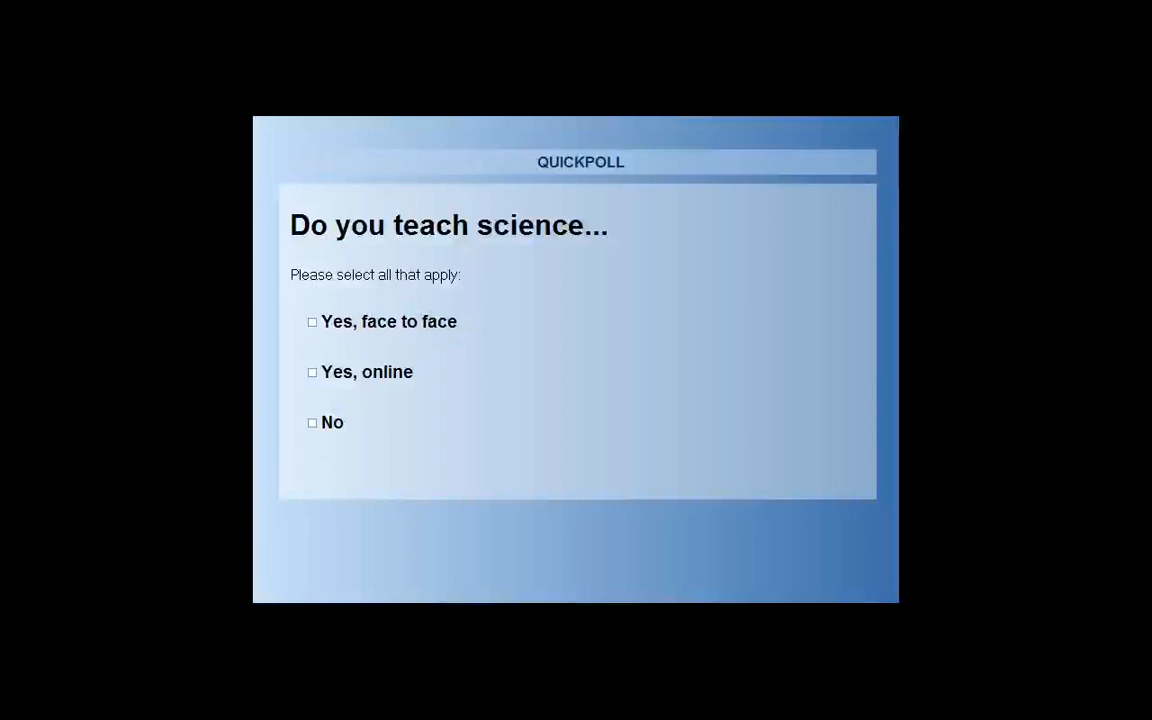 QUICKPOLL
Do you teach science...
Please select all that apply:
Yes, face to face
Yes, online
No